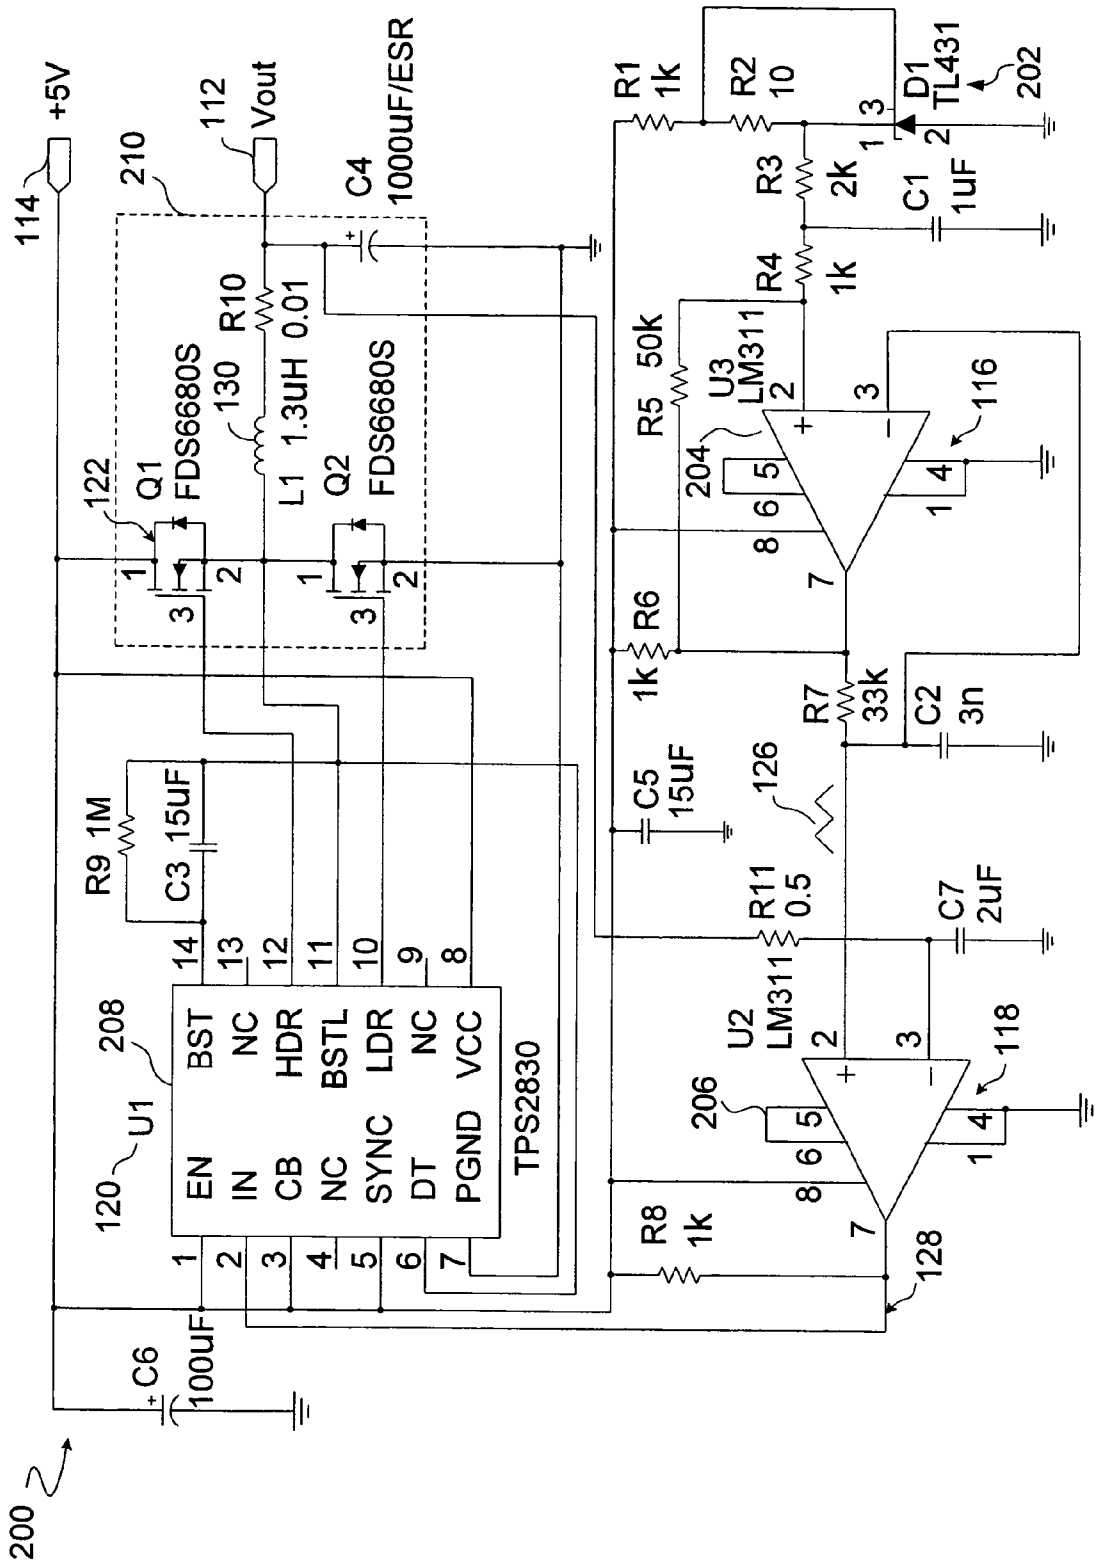 200
114
+5V
210
112
Vout
C4
1000uF/ESR
122
Q1
FDS6680S
1
2
3
130
R10
L1 1.3uH 0.01
Q2
FDS6680S
1
2
3
R9 1M
C3 15uF
C6
100uF
+
+
120
U1
208
1 EN
2 IN
3 CB
4 NC
5 SYNC
6 DT
7 PGND
BST 14
NC 13
HDR 12
BSTL 11
LDR 10
NC 9
VCC 8
TPS2830
R1
1k
R2
10
D1
TL431
202
1
2
3
R3
2k
C1
1uF
R4
1k
R5 50k
U3
LM311
204
2
+
3
−
5
6
8
7
4
1
116
R6
1k
R7
33k
C2
3n
C5
15uF
126
R11
0.5
C7
2uF
U2
LM311
206
2
+
3
−
5
6
8
7
4
1
118
R8
1k
128